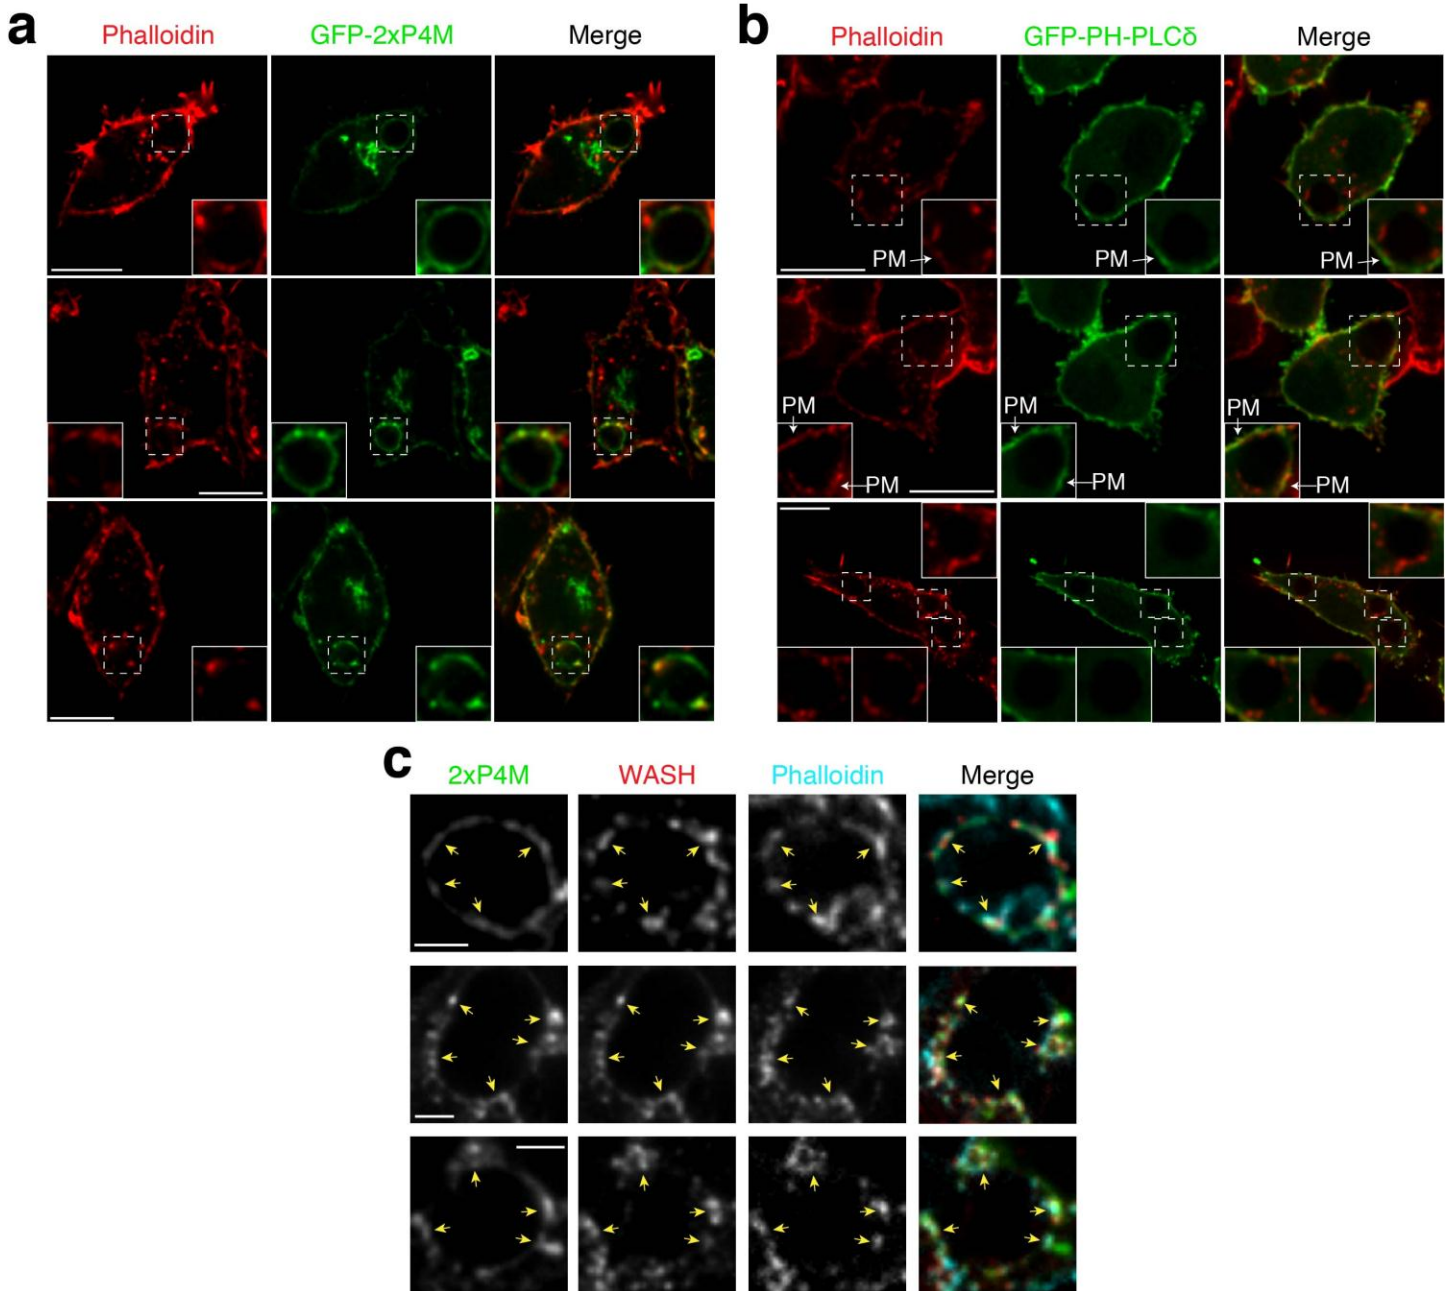 a
Phalloidin GFP-2xP4M Merge
b
Phalloidin GFP-PH-PLCδ Merge
PM PM PM
PM PM PM
PM PM PM
c
2xP4M WASH Phalloidin Merge